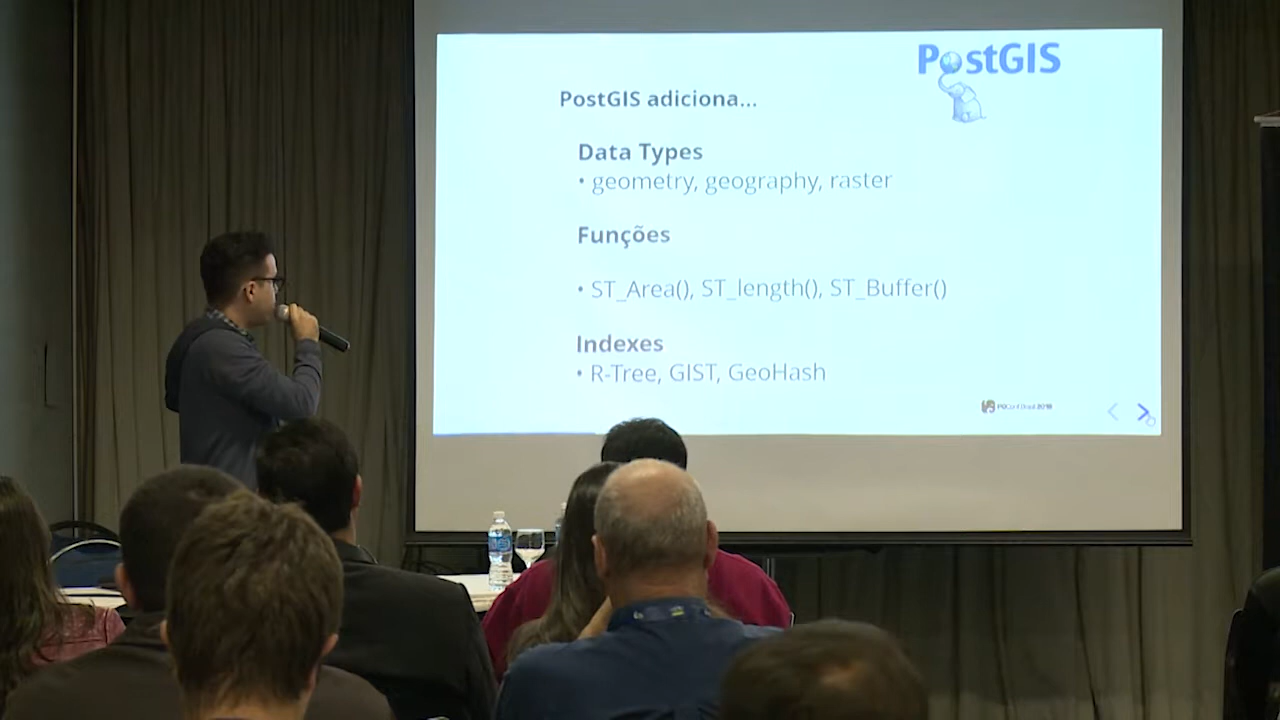 PostGIS
PostGIS adiciona...
Data Types
• geometry, geography, raster
Funções
• ST_Area(), ST_length(), ST_Buffer()
Indexes
• R-Tree, GIST, GeoHash